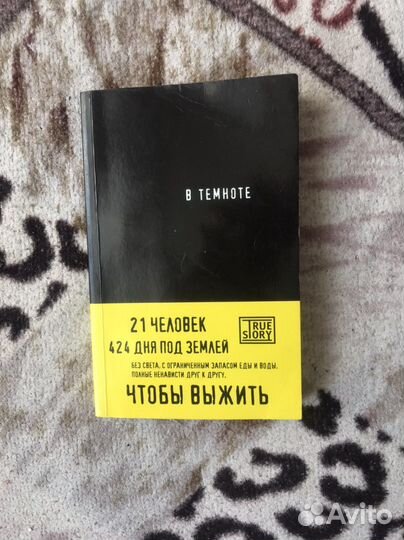 В ТЕМНОТЕ
21 ЧЕЛОВЕК
424 ДНЯ ПОД ЗЕМЛЕЙ
TRUE
STORY
БЕЗ СВЕТА, С ОГРАНИЧЕННЫМ ЗАПАСОМ ЕДЫ И ВОДЫ,
ПОЛНЫЕ НЕНАВИСТИ ДРУГ К ДРУГУ.
ЧТОБЫ ВЫЖИТЬ
Avito